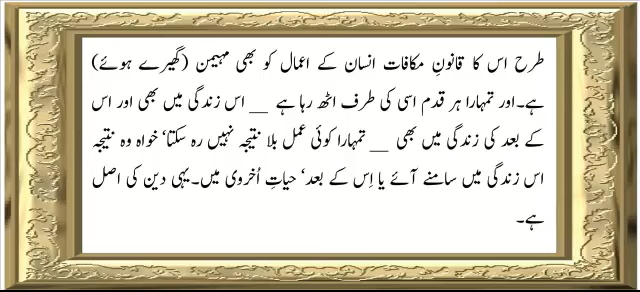 طرح اس کا قانونِ مکافات انسان کے اعمال کو بھی مہیمن (گھیرے ہوئے)
ہے۔اور تمہارا ہر قدم اسی کی طرف اٹھ رہا ہے __ اس زندگی میں بھی اور اس
کے بعد کی زندگی میں بھی __ تمہارا کوئی عمل بلا نتیجہ نہیں رہ سکتا‘ خواہ وہ نتیجہ
اس زندگی میں سامنے آئے یا اِس کے بعد‘ حیاتِ اُخروی میں۔یہی دین کی اصل
ہے۔